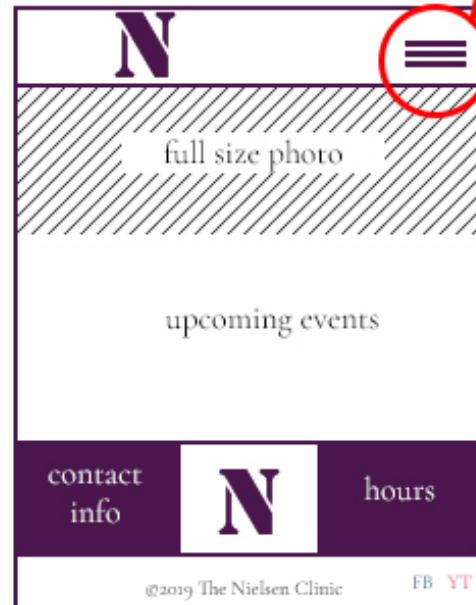 N
full size photo
upcoming events
contact
info
N
hours
©2019 The Nielsen Clinic
FB YT